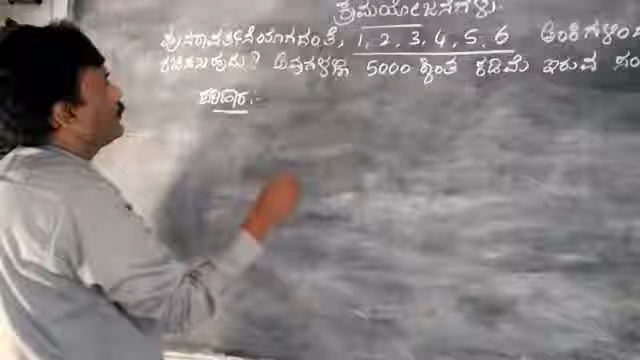 ಕ್ರಮಯೋಜನೆಗಳು
ಪುನರಾವರ್ತನೆಯಾಗದಂತೆ, 1, 2, 3, 4, 5, 6 ಅಂಕಿಗಳಿಂದ
ರಚಿಸಬಹುದು? ಅವುಗಳಲ್ಲಿ 5000 ಕ್ಕಿಂತ ಕಡಿಮೆ ಇರುವ ಸಂ
ಪರಿಹಾರ:-